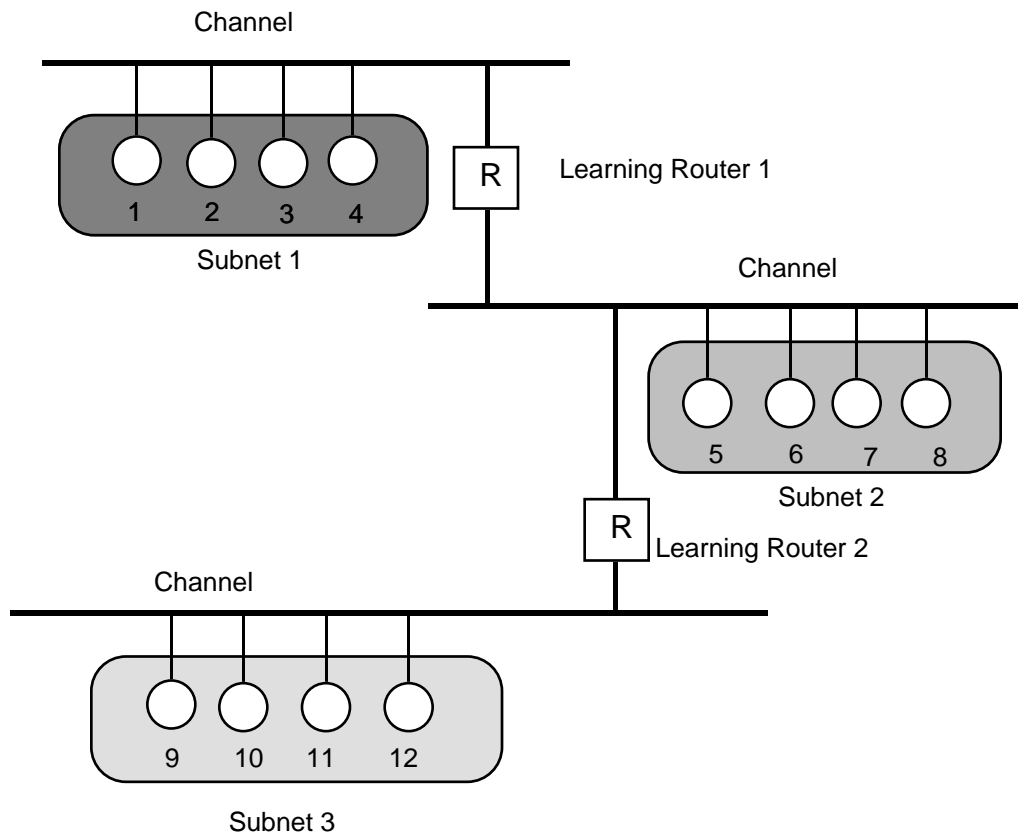 Channel
R
Learning Router 1
1 2 3 4
Subnet 1
Channel
5 6 7 8
Subnet 2
R
Learning Router 2
Channel
9 10 11 12
Subnet 3